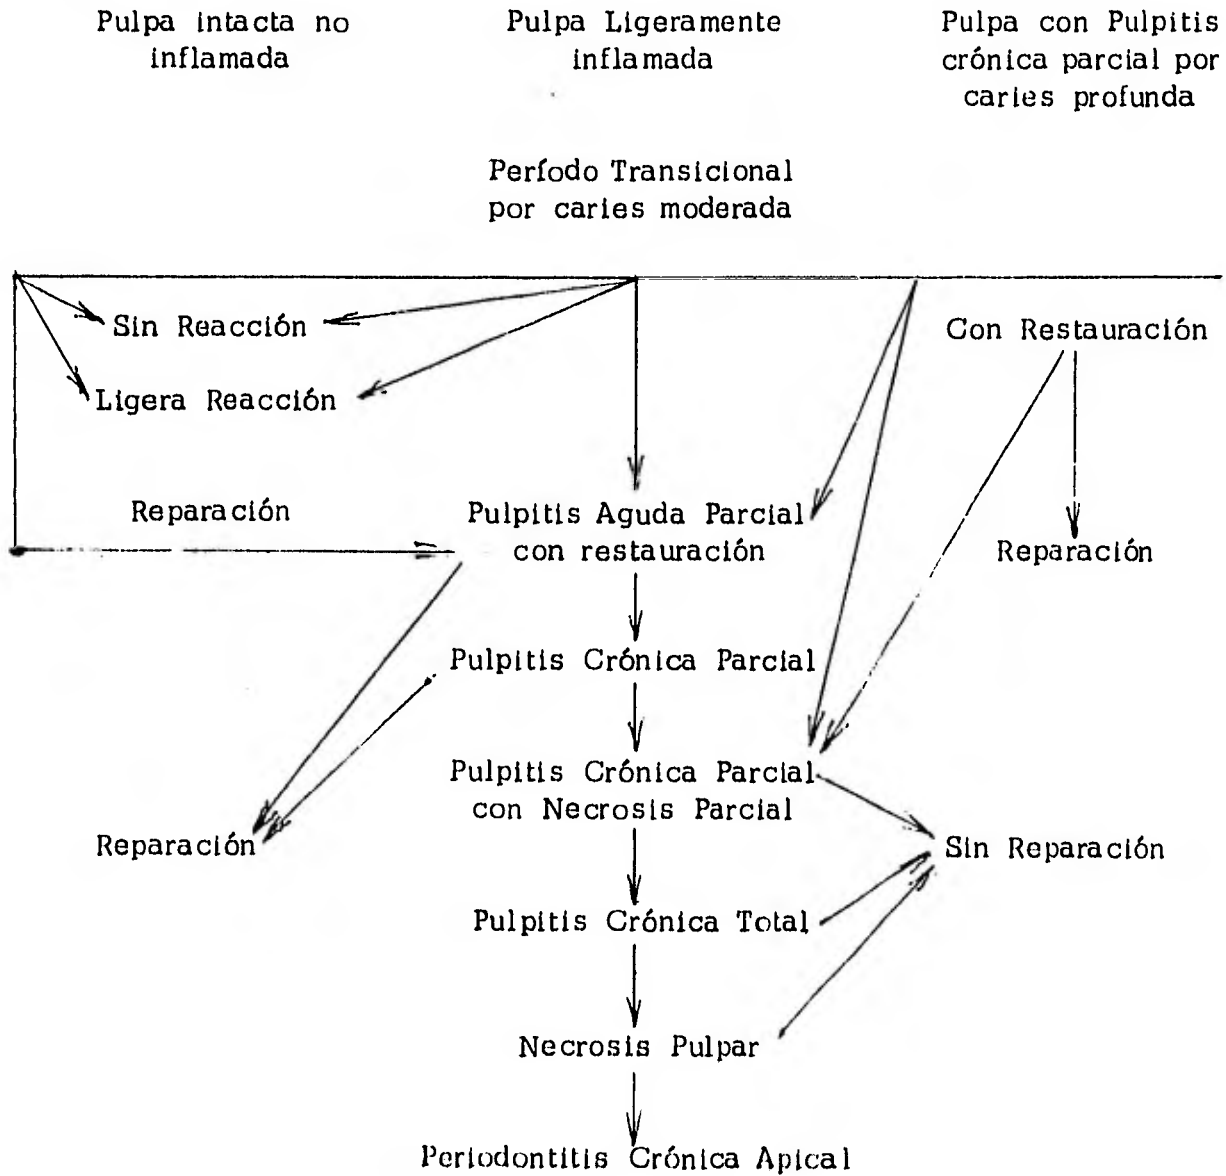 Pulpa intacta no
inflamada
Pulpa Ligeramente
inflamada
Pulpa con Pulpitis
crónica parcial por
caries profunda
Período Transicional
por caries moderada
Sin Reacción
Con Restauración
Ligera Reacción
Reparación
Pulpitis Aguda Parcial
con restauración
Reparación
Pulpitis Crónica Parcial
Pulpitis Crónica Parcial
con Necrosis Parcial
Reparación
Sin Reparación
Pulpitis Crónica Total
Necrosis Pulpar
Periodontitis Crónica Apical